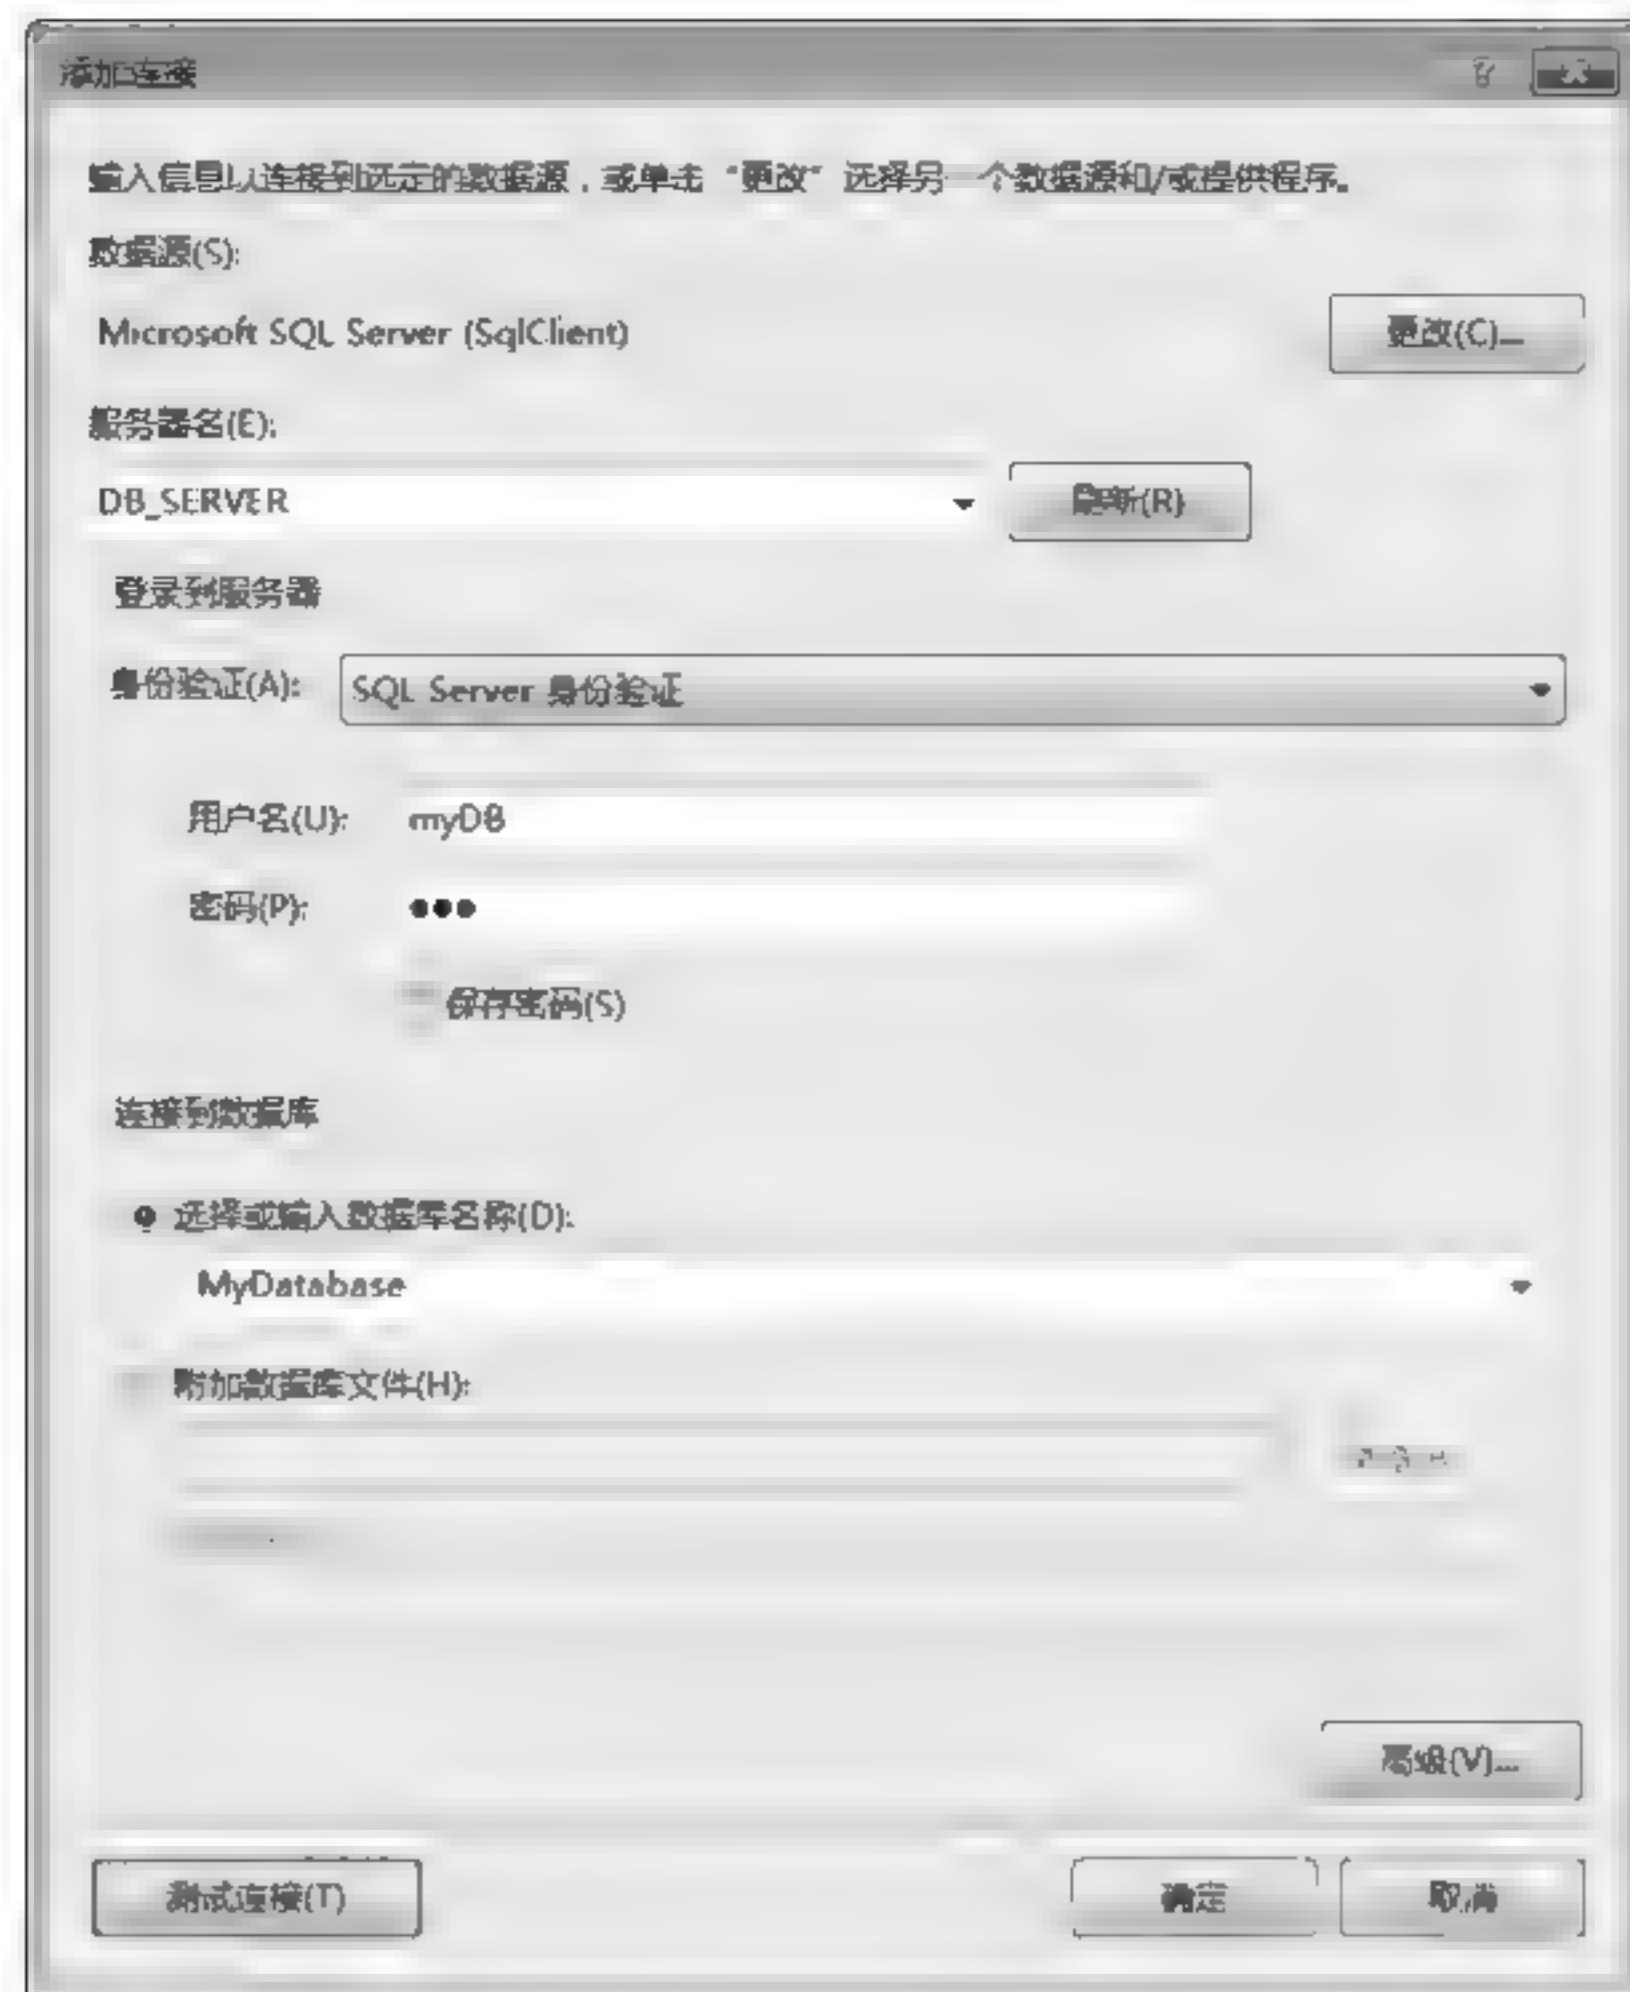 添加连接
输入信息以连接到选定的数据源，或单击“更改”选择另一个数据源和/或提供程序。
数据源(S):
Microsoft SQL Server (SqlClient)
更改(C)...
服务器名(E):
DB_SERVER
刷新(R)
登录到服务器
身份验证(A):
SQL Server 身份验证
用户名(U):
myDB
密码(P):
●●●
保存密码(S)
连接到数据库
选择或输入数据库名称(D):
MyDatabase
附加数据库文件(H):
高级(V)...
测试连接(T)
确定
取消